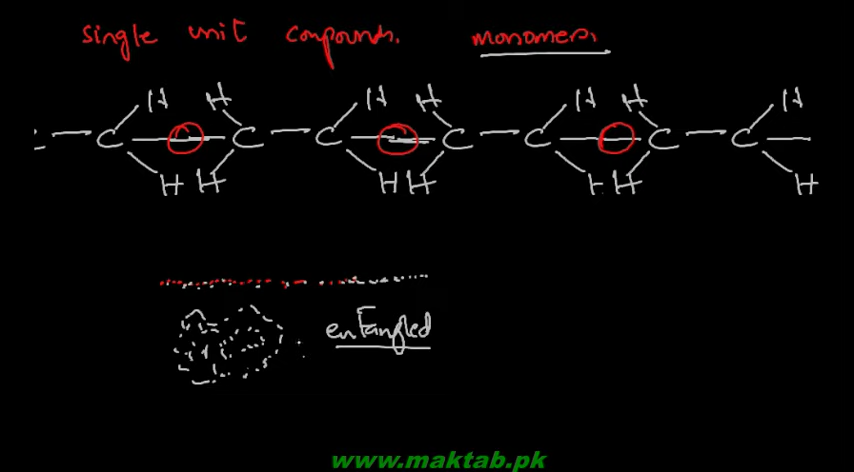 single unit compounds. monomers.
H H H H H H H
C C C C C C C
H H H H H H H
entangled
www.maktab.pk